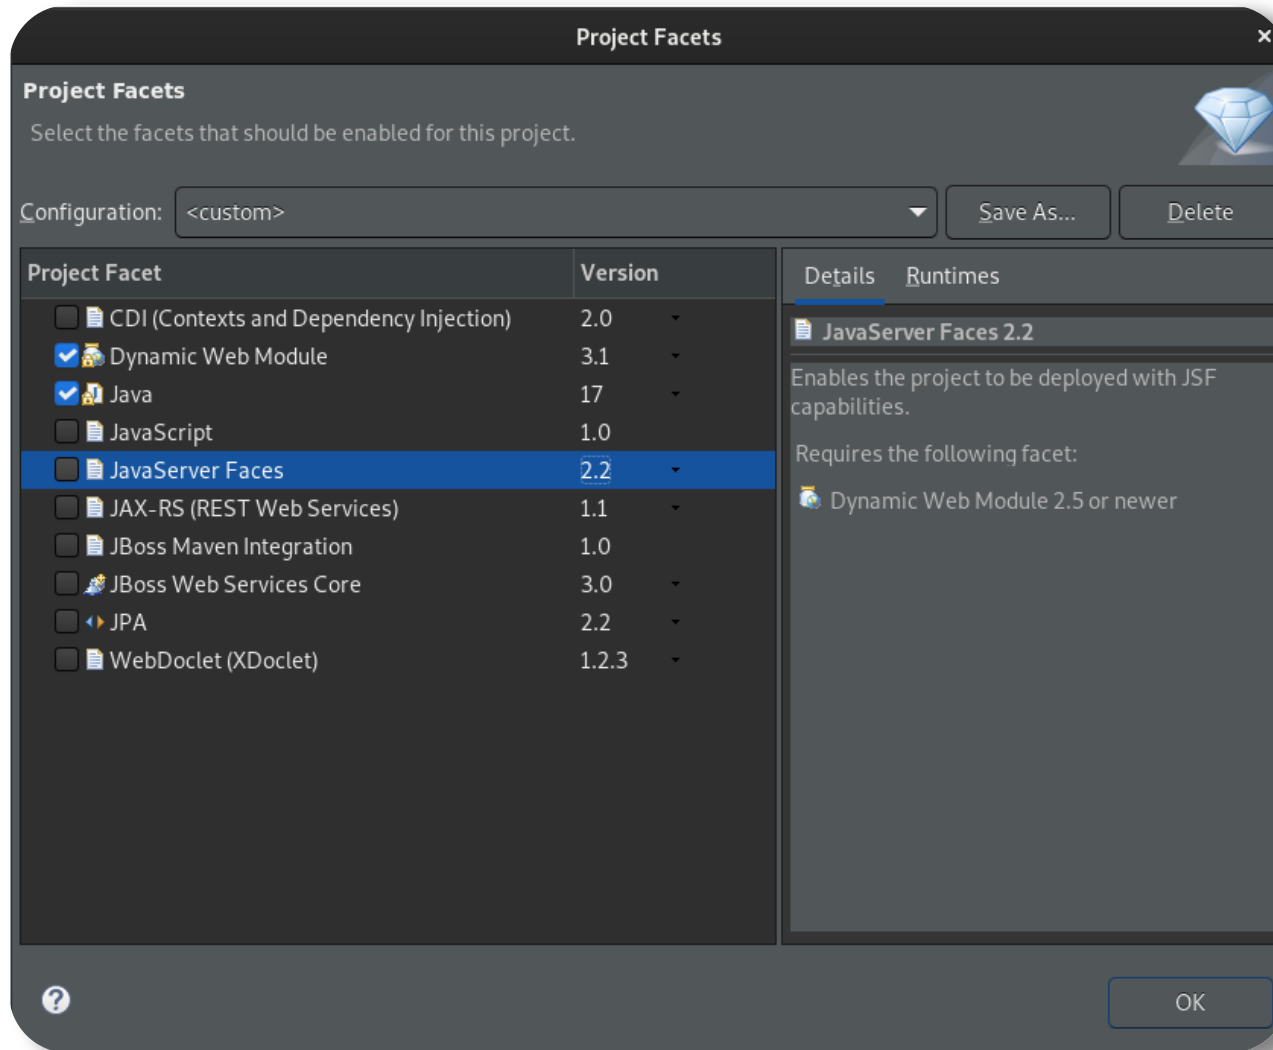 Project Facets
Project Facets
Select the facets that should be enabled for this project.
Configuration: <custom> Save As... Delete
Project Facet Version
CDI (Contexts and Dependency Injection) 2.0
Dynamic Web Module 3.1
Java 17
JavaScript 1.0
JavaServer Faces 2.2
JAX-RS (REST Web Services) 1.1
JBoss Maven Integration 1.0
JBoss Web Services Core 3.0
JPA 2.2
WebDoclet (XDoclet) 1.2.3
Details Runtimes
JavaServer Faces 2.2
Enables the project to be deployed with JSF
capabilities.
Requires the following facet:
Dynamic Web Module 2.5 or newer
OK